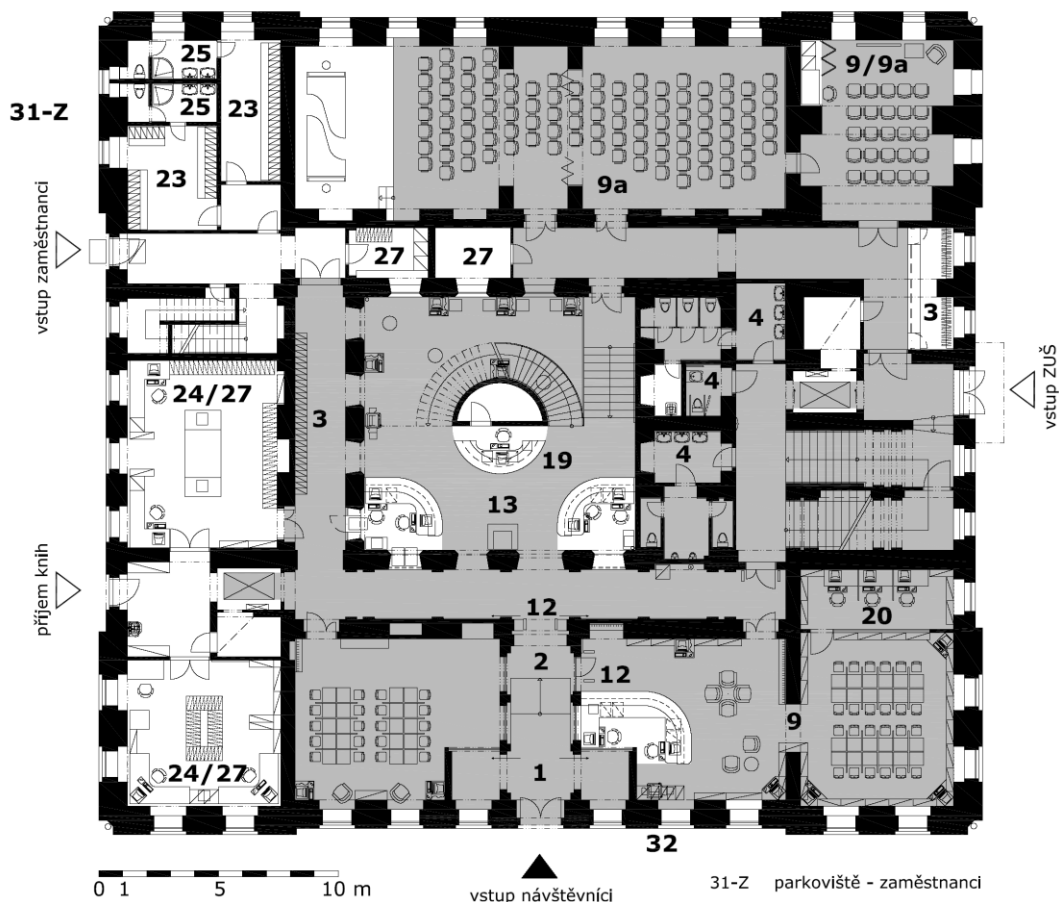 25
9/9a
25
23
31-Z
23
9a
27
27
vstup zaměstnanci
4
3
vstup ZUŠ
24/27
4
3
19
4
13
příjem knih
12
20
2
12
9
24/27
1
32
0 1 5 10 m
vstup návštěvníci
31-Z parkoviště - zaměstnanci